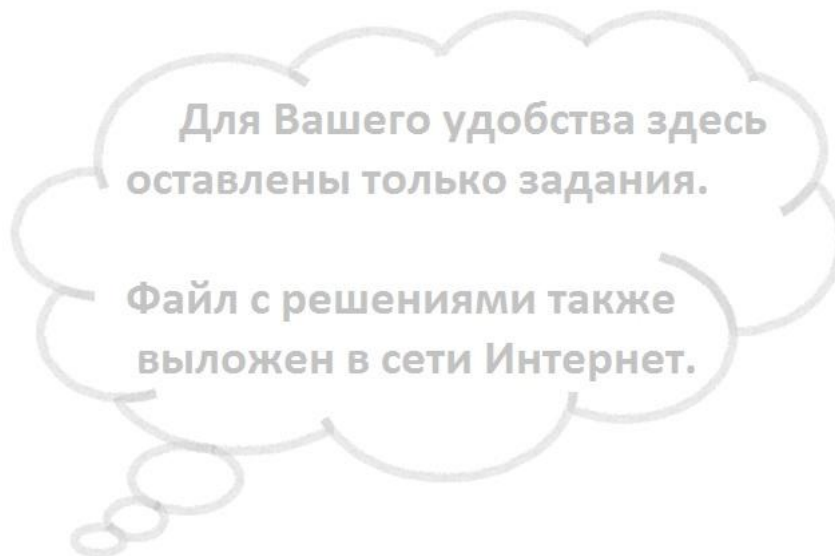 Для Вашего удобства здесь
оставлены только задания.
Файл с решениями также
выложен в сети Интернет.